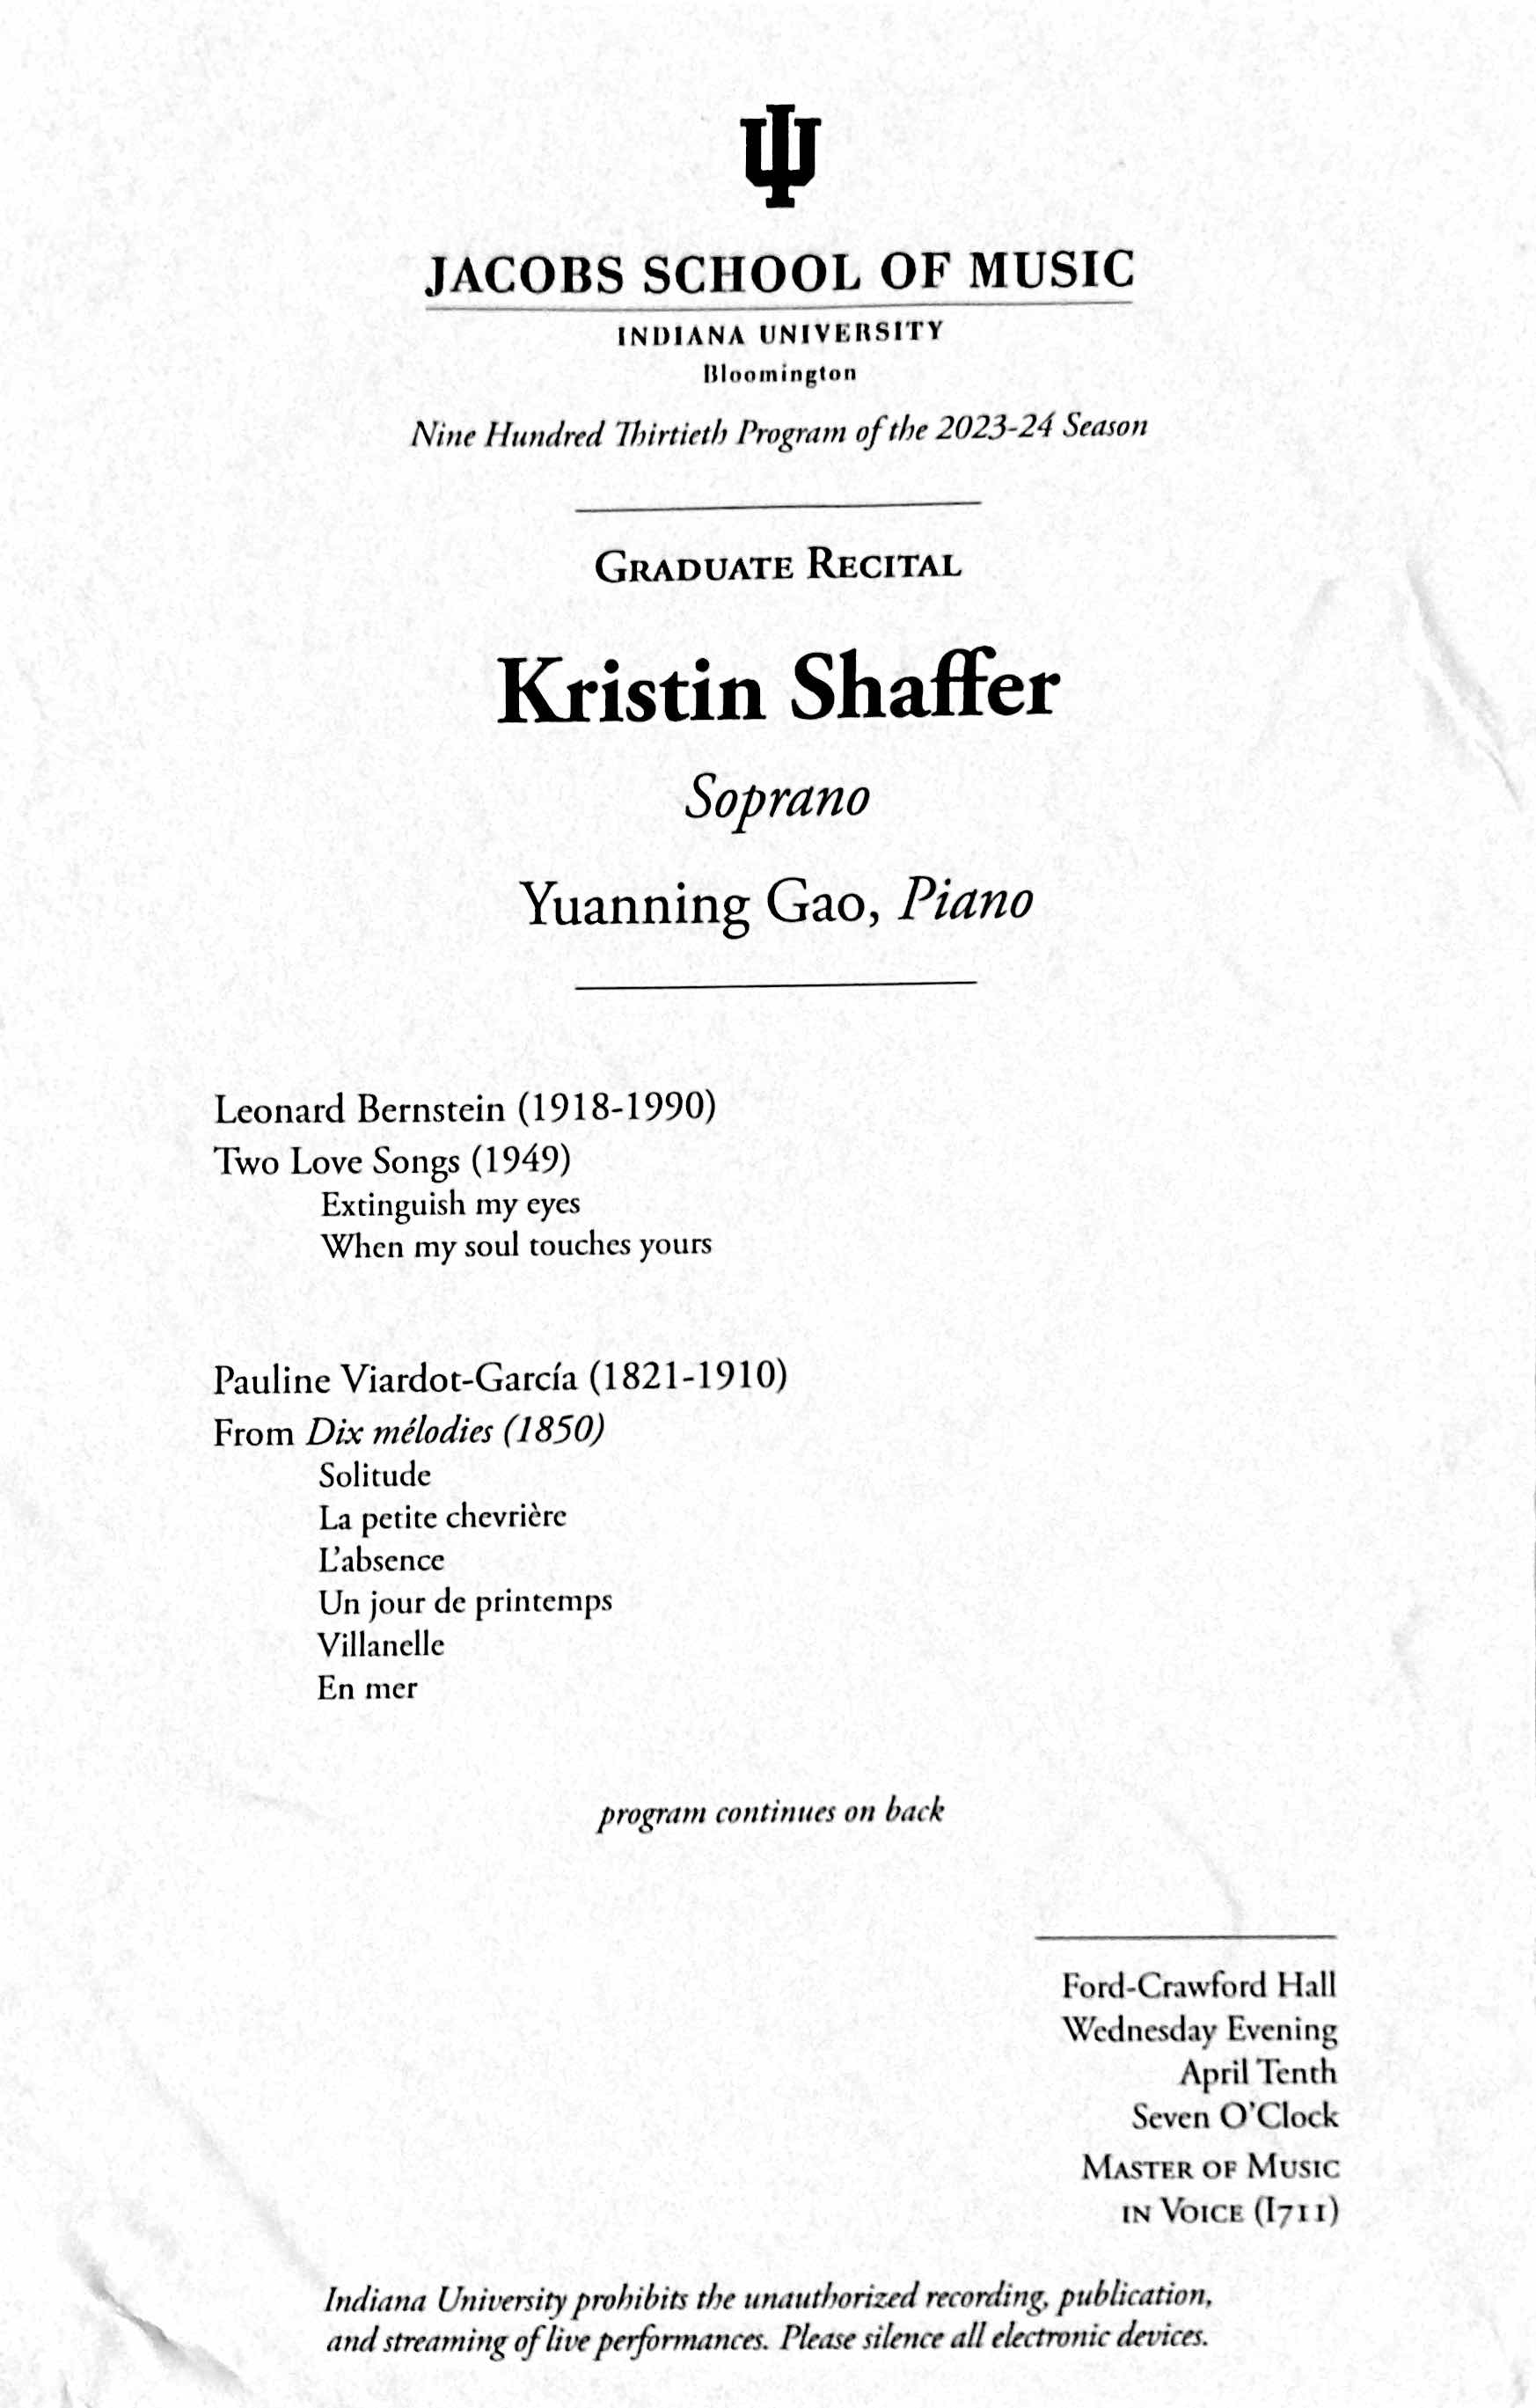 IU
JACOBS SCHOOL OF MUSIC
INDIANA UNIVERSITY
Bloomington
Nine Hundred Thirtieth Program of the 2023-24 Season
GRADUATE RECITAL
Kristin Shaffer
Soprano
Yuanning Gao, Piano
Leonard Bernstein (1918-1990)
Two Love Songs (1949)
Extinguish my eyes
When my soul touches yours
Pauline Viardot-García (1821-1910)
From Dix mélodies (1850)
Solitude
La petite chevrière
L’absence
Un jour de printemps
Villanelle
En mer
program continues on back
Ford-Crawford Hall
Wednesday Evening
April Tenth
Seven O’Clock
MASTER OF MUSIC
IN VOICE (I711)
Indiana University prohibits the unauthorized recording, publication,
and streaming of live performances. Please silence all electronic devices.